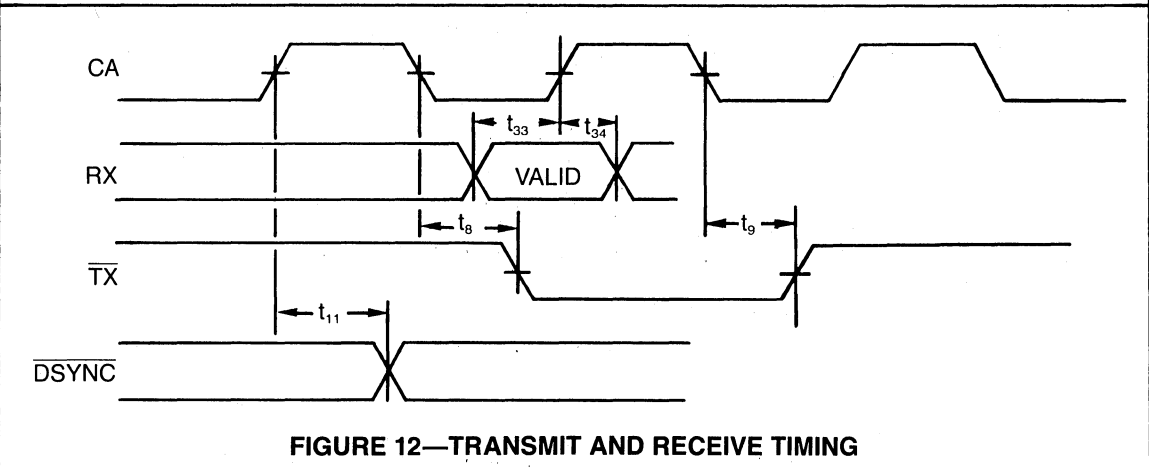 CA
t33
t34
RX
VALID
t8
t9
TX
t11
DSYNC
FIGURE 12—TRANSMIT AND RECEIVE TIMING